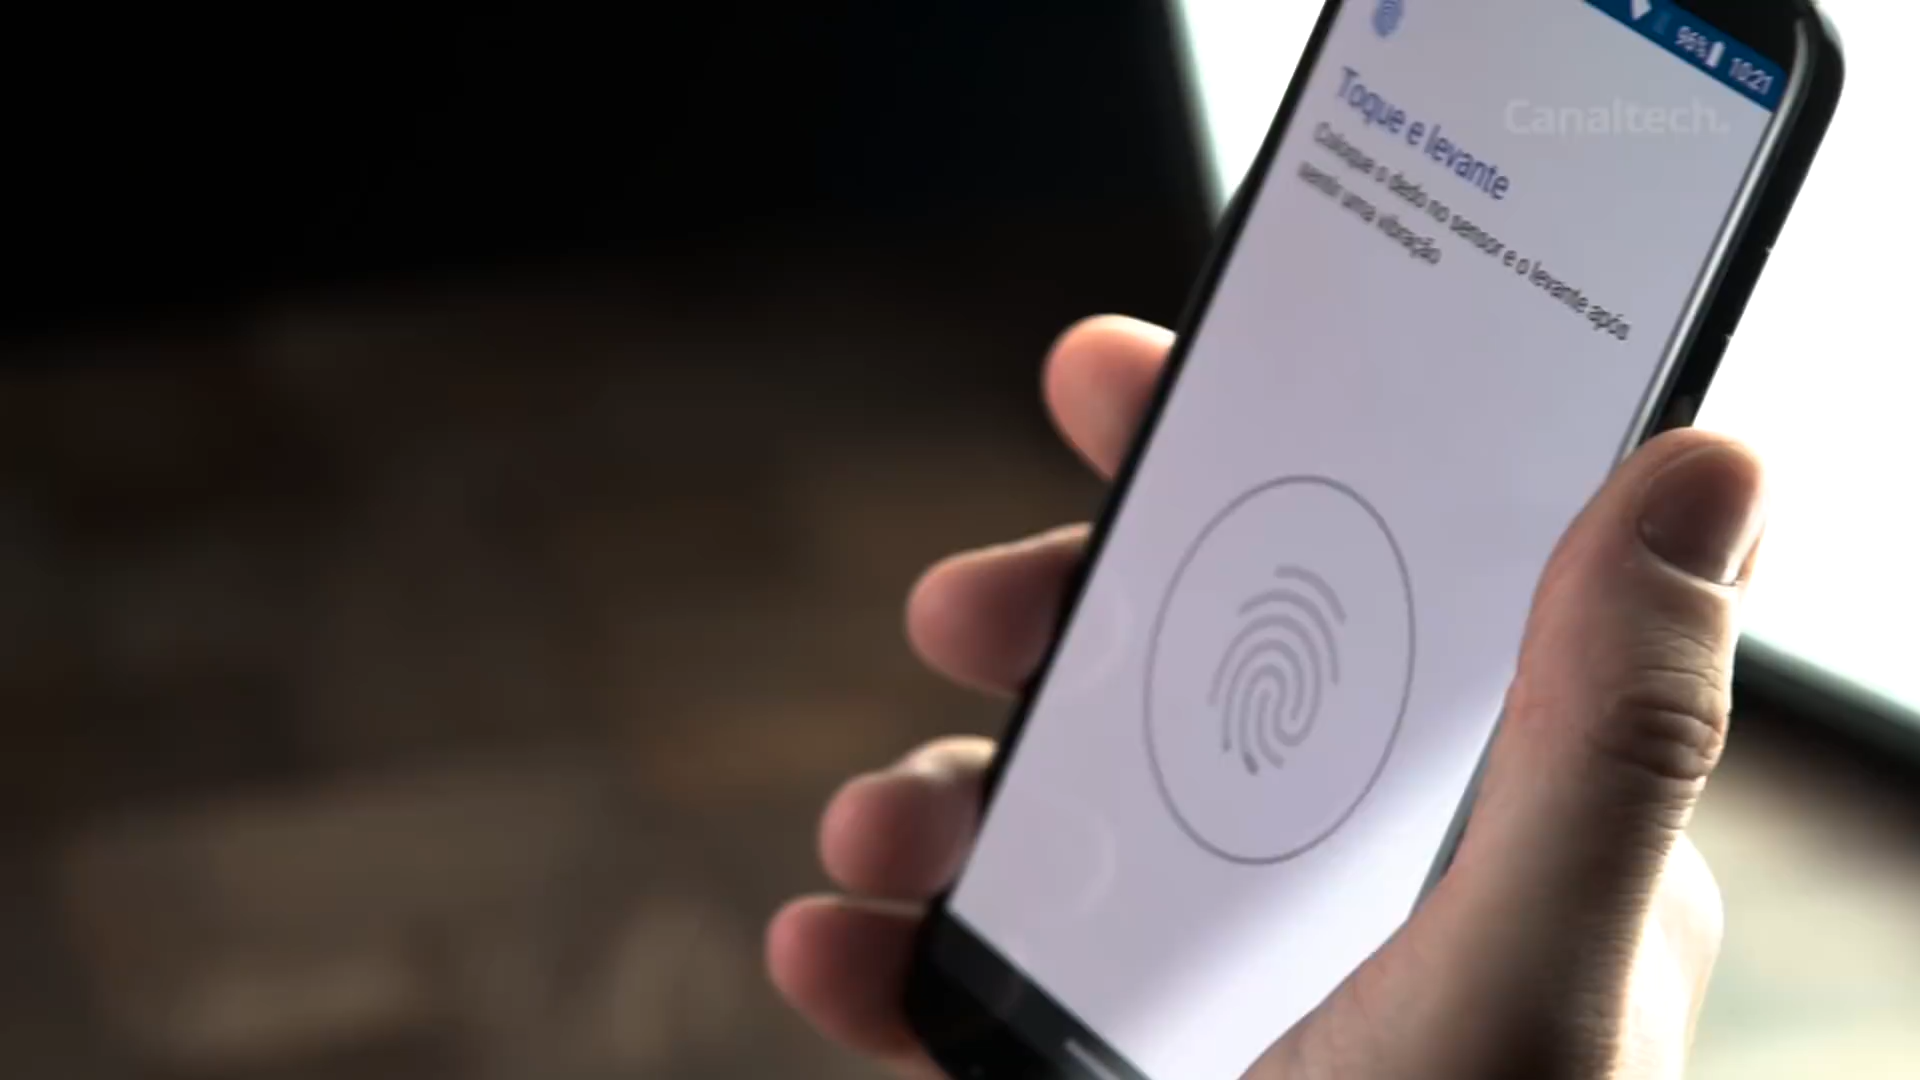 96% 10:21
Canaltech.
Toque e levante
Coloque o dedo no sensor e o levante após
sentir uma vibração